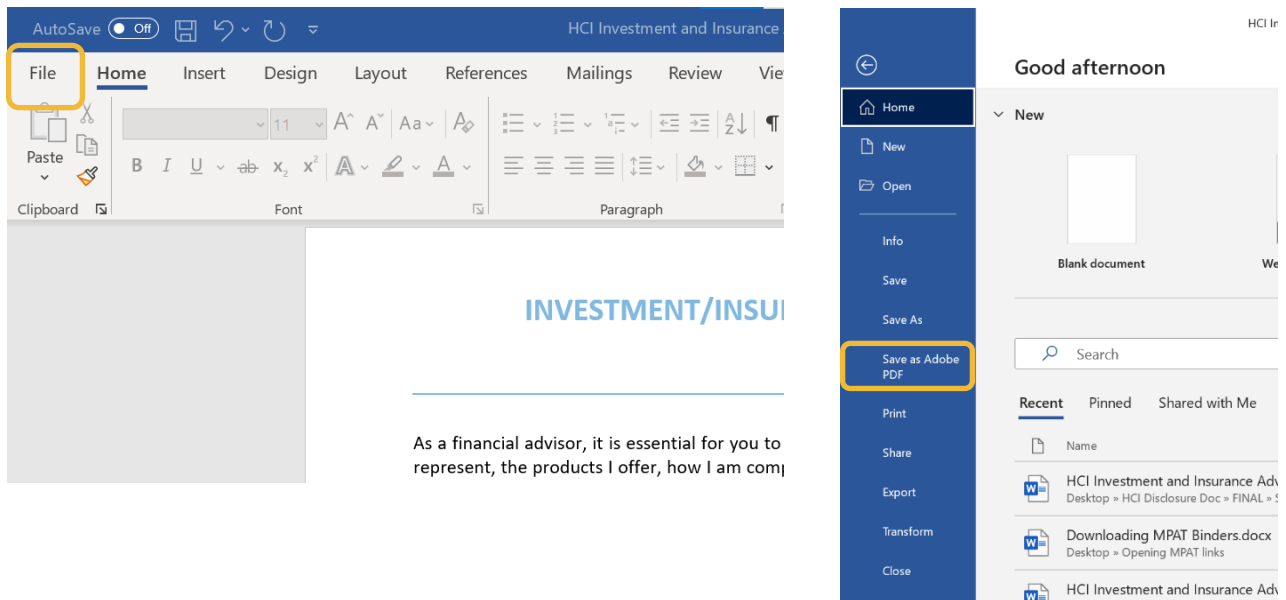 AutoSave Off HCI Investment and Insurance
File Home Insert Design Layout References Mailings Review
11 Aa
Paste
B I U ab x2 x2 A A
Clipboard Font Paragraph
INVESTMENT/INSU
As a financial advisor, it is essential for you to
represent, the products I offer, how I am comp
HCI
Good afternoon
Home
New
New
Open
Info
Blank document
Save
Save As
Save as Adobe
PDF
Search
Print
Recent Pinned Shared with Me
Share
Name
Export
HCI Investment and Insurance Adv
Desktop » HCI Disclosure Doc » FINAL »
Transform
Downloading MPAT Binders.docx
Desktop » Opening MPAT links
Close
HCI Investment and Insurance Adv